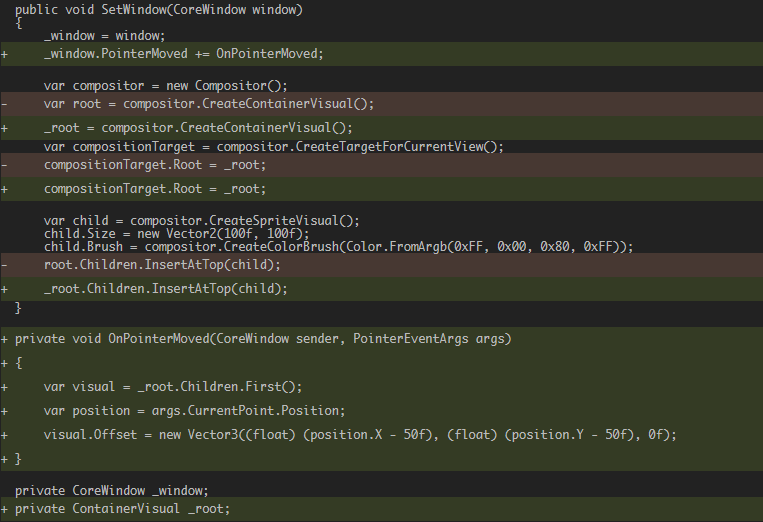 public void SetWindow(CoreWindow window)
{
    _window = window;
+    _window.PointerMoved += OnPointerMoved;
    var compositor = new Compositor();
-    var root = compositor.CreateContainerVisual();
+    _root = compositor.CreateContainerVisual();
    var compositionTarget = compositor.CreateTargetForCurrentView();
-    compositionTarget.Root = _root;
+    compositionTarget.Root = _root;
    var child = compositor.CreateSpriteVisual();
    child.Size = new Vector2(100f, 100f);
    child.Brush = compositor.CreateColorBrush(Color.FromArgb(0xFF, 0x00, 0x80, 0xFF));
-    root.Children.InsertAtTop(child);
+    _root.Children.InsertAtTop(child);
}
+ private void OnPointerMoved(CoreWindow sender, PointerEventArgs args)
+ {
+    var visual = _root.Children.First();
+    var position = args.CurrentPoint.Position;
+    visual.Offset = new Vector3((float) (position.X - 50f), (float) (position.Y - 50f), 0f);
+ }
private CoreWindow _window;
+ private ContainerVisual _root;